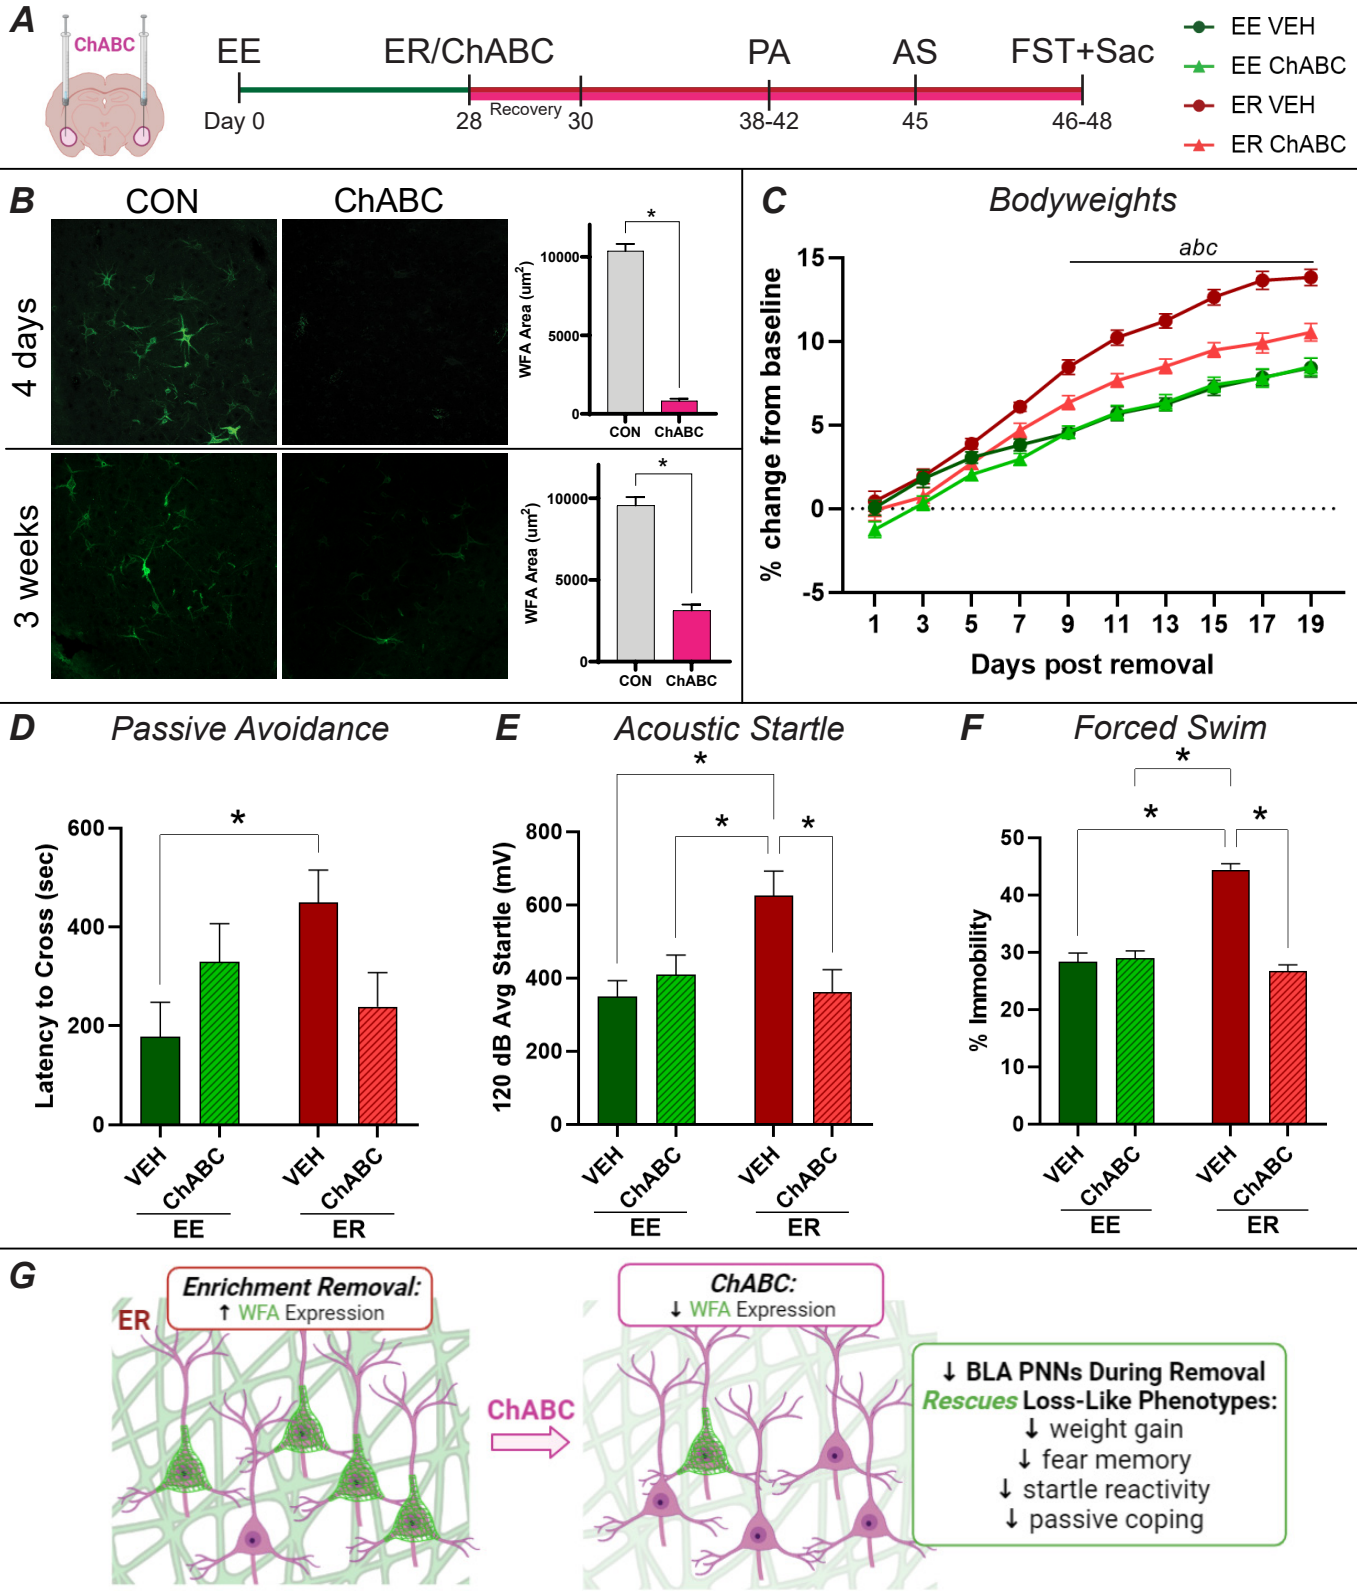 A
ChABC
EE
ER/ChABC
PA
AS
FST+Sac
Recovery
Day 0
28
30
38-42
45
46-48
EE VEH
EE ChABC
ER VEH
ER ChABC
B
CON
ChABC
4 days
3 weeks
WFA Area (um²)
10000
5000
0
*
CON
ChABC
WFA Area (um²)
10000
5000
0
*
CON
ChABC
C
Bodyweights
abc
% change from baseline
15
10
5
0
-5
1 3 5 7 9 11 13 15 17 19
Days post removal
D
Passive Avoidance
*
Latency to Cross (sec)
600
400
200
0
VEH
ChABC
VEH
ChABC
EE
ER
E
Acoustic Startle
*
*
*
120 dB Avg Startle (mV)
800
600
400
200
0
VEH
ChABC
VEH
ChABC
EE
ER
F
Forced Swim
*
*
*
% Immobility
50
40
30
20
10
0
VEH
ChABC
VEH
ChABC
EE
ER
G
ER
Enrichment Removal:
↑ WFA Expression
ChABC
ChABC:
↓ WFA Expression
↓ BLA PNNs During Removal
Rescues Loss-Like Phenotypes:
↓ weight gain
↓ fear memory
↓ startle reactivity
↓ passive coping